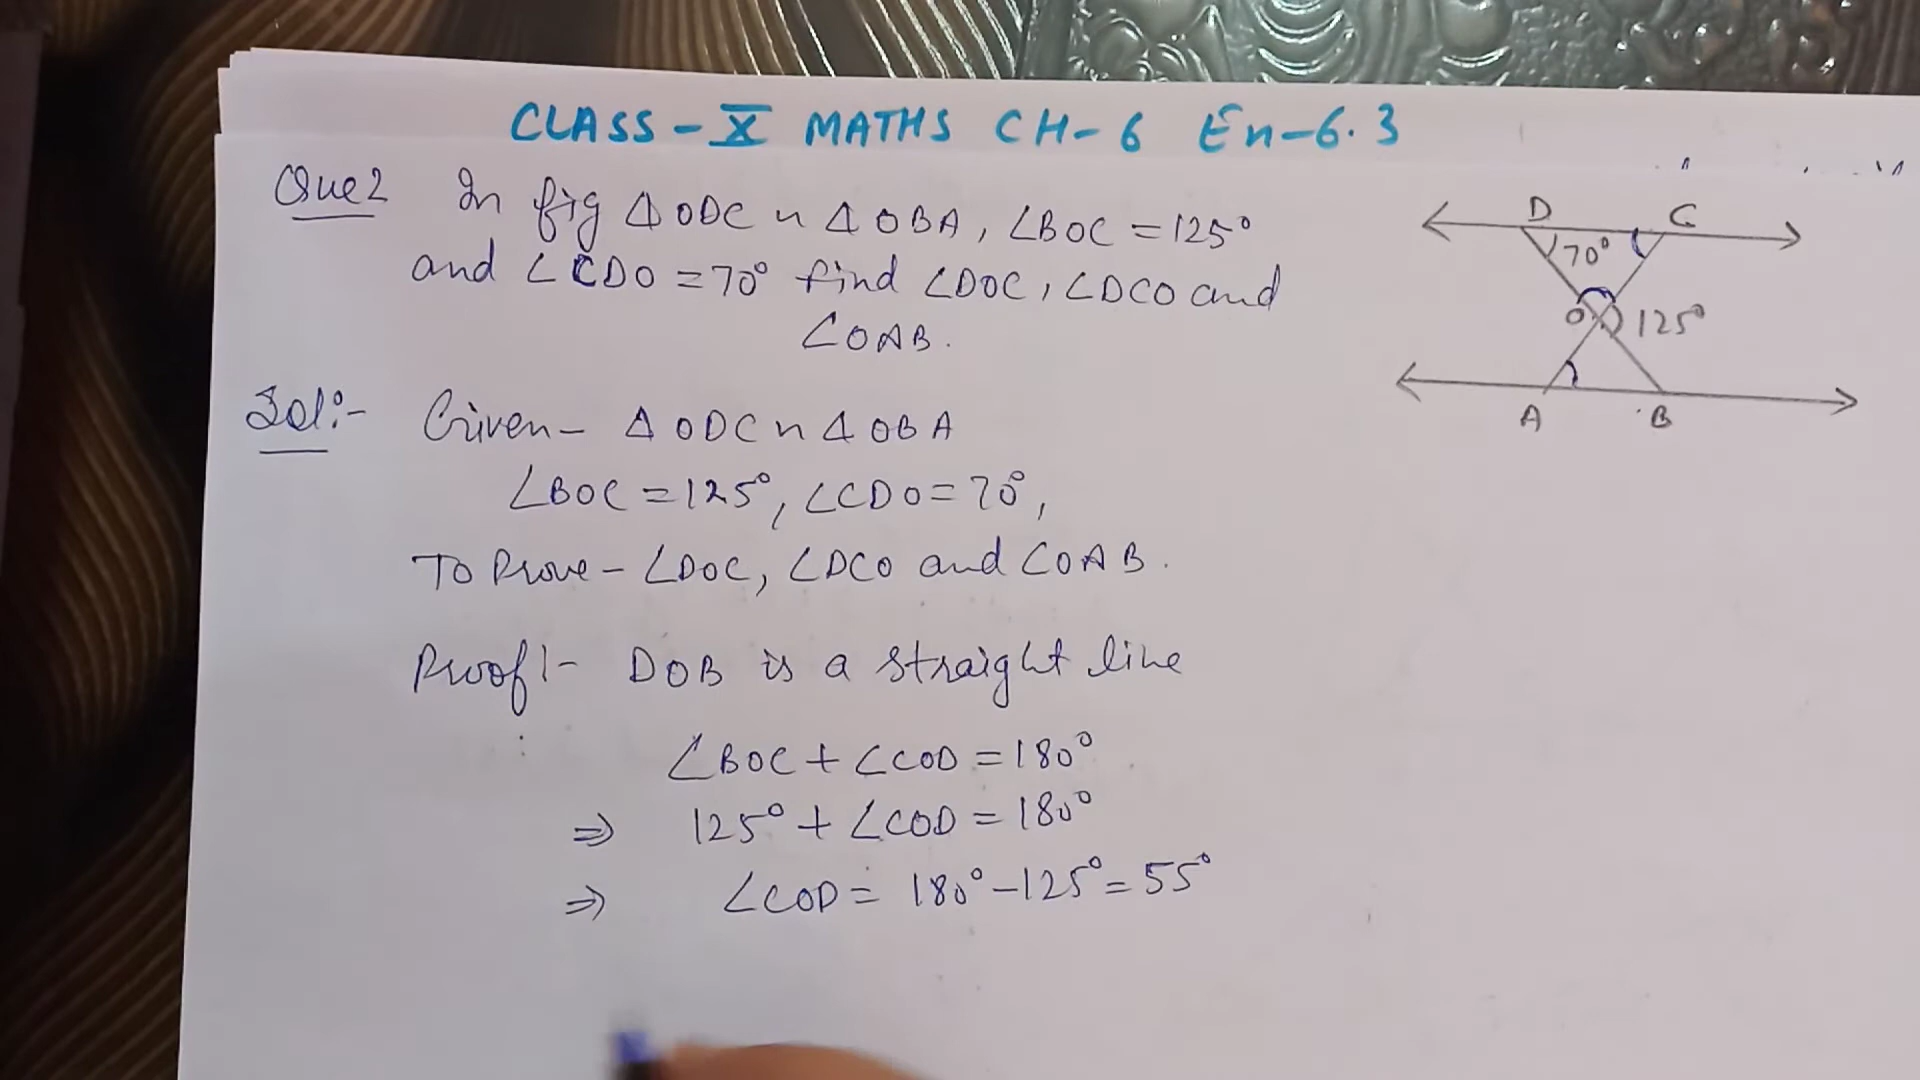 CLASS-X MATHS CH-6 Ex-6.3
Que2 In fig Δ ODC ~ Δ OBA, ∠BOC = 125°
and ∠CDO = 70° find ∠DOC, ∠DCO and
∠OAB.
D C
70°
O 125°
A B
Sol:- Given- Δ ODC ~ Δ OBA
∠BOC = 125°, ∠CDO = 70°,
To Prove - ∠DOC, ∠DCO and ∠OAB.
Proof:- DOB is a straight line
∠BOC + ∠COD = 180°
⇒ 125° + ∠COD = 180°
⇒ ∠COD = 180° - 125° = 55°